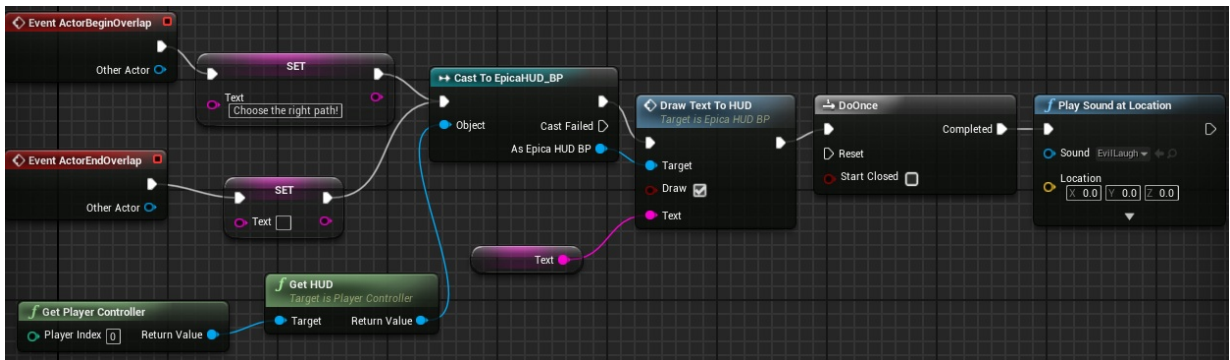 Event ActorBeginOverlap
Other Actor
SET
Text
Choose the right path!
Cast To EpicaHUD_BP
Object
Cast Failed
As Epica HUD BP
Draw Text To HUD
Target is Epica HUD BP
Target
Draw
Text
DoOnce
Completed
Reset
Start Closed
Play Sound at Location
Sound EvilLaugh
Location
X 0.0 Y 0.0 Z 0.0
Event ActorEndOverlap
Other Actor
SET
Text
Text
Get HUD
Target is Player Controller
Target Return Value
Get Player Controller
Player Index 0 Return Value